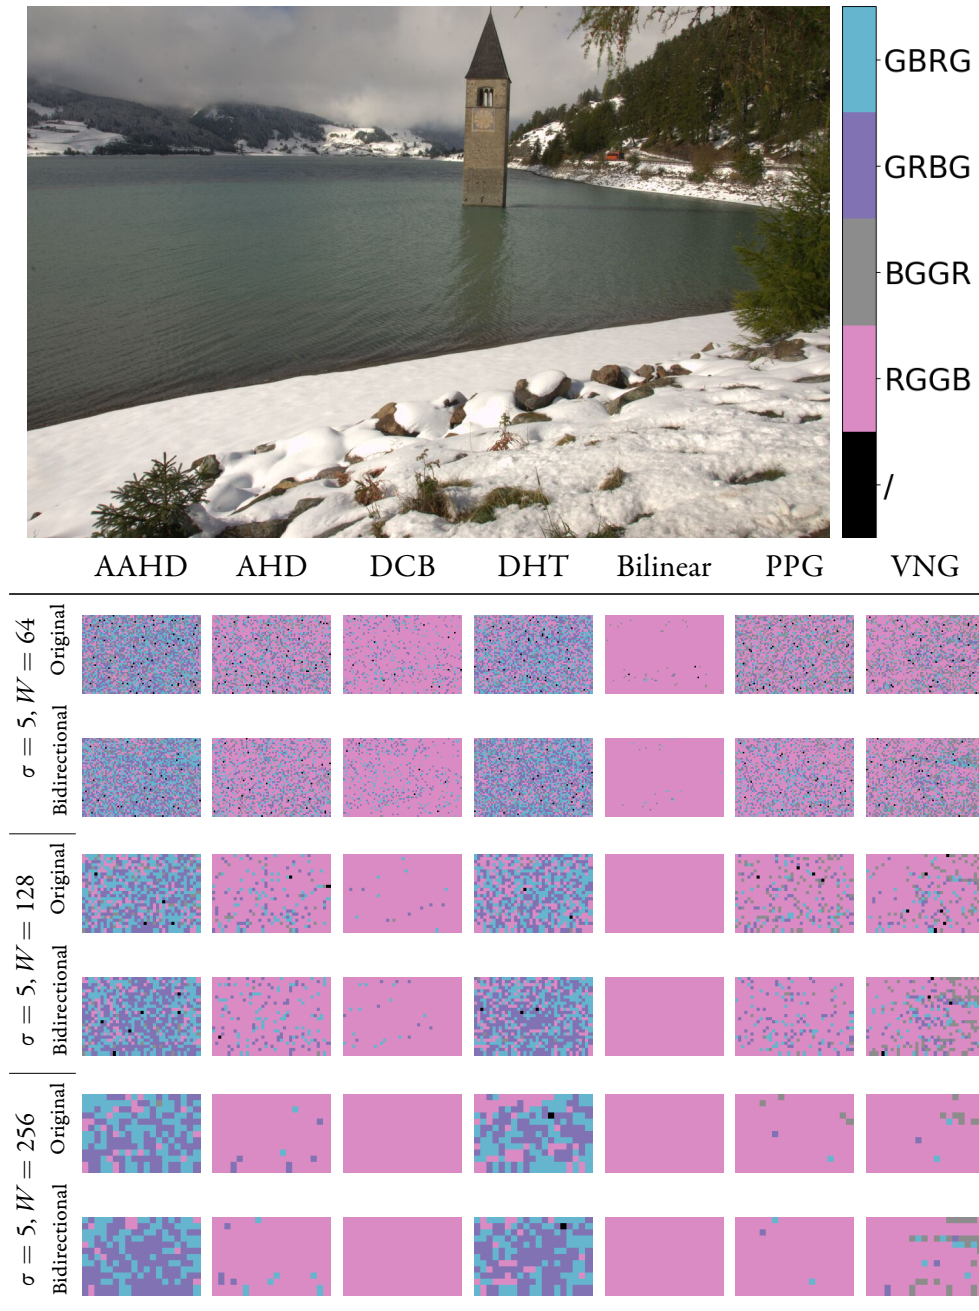 GBRG
GRBG
BGGR
RGGB
/
AAHD AHD DCB DHT Bilinear PPG VNG
σ = 5, W = 64
Original
Bidirectional
σ = 5, W = 128
Original
Bidirectional
σ = 5, W = 256
Original
Bidirectional